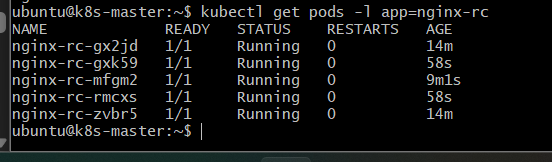 ubuntu@k8s-master:~$ kubectl get pods -l app=nginx-rc
NAME READY STATUS RESTARTS AGE
nginx-rc-gx2jd 1/1 Running 0 14m
nginx-rc-gxk59 1/1 Running 0 58s
nginx-rc-mfgm2 1/1 Running 0 9m1s
nginx-rc-rmcxs 1/1 Running 0 58s
nginx-rc-zvbr5 1/1 Running 0 14m
ubuntu@k8s-master:~$